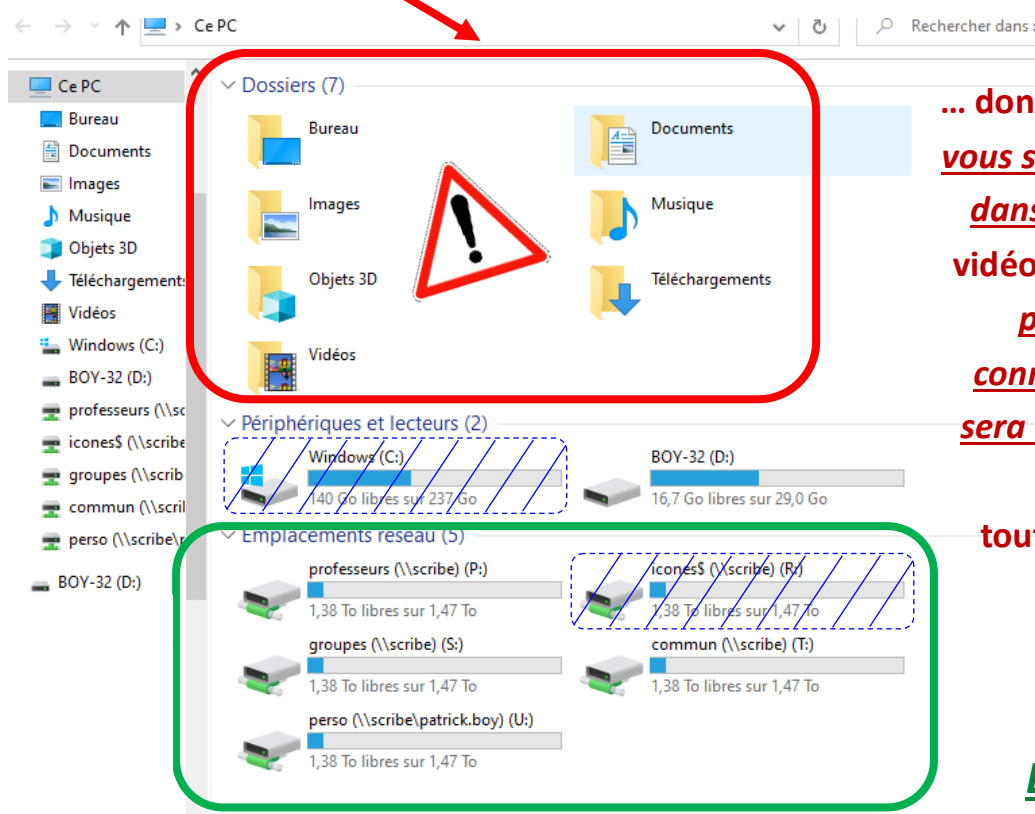 Ce PC
Rechercher dans :
Ce PC
Bureau
Documents
Images
Musique
Objets 3D
Téléchargements
Vidéos
Windows (C:)
BOY-32 (D:)
professeurs (\\sc
icones$ (\\scribe
groupes (\\scrib
commun (\\scril
perso (\\scribe\p
BOY-32 (D:)
Dossiers (7)
Bureau
Documents
Images
Musique
Objets 3D
Téléchargements
Vidéos
Périphériques et lecteurs (2)
Windows (C:)
140 Go libres sur 237 Go
BOY-32 (D:)
16,7 Go libres sur 29,0 Go
Emplacements réseau (5)
professeurs (\\scribe) (P:)
1,38 To libres sur 1,47 To
icones$ (\\scribe) (R:)
1,38 To libres sur 1,47 To
groupes (\\scribe) (S:)
1,38 To libres sur 1,47 To
commun (\\scribe) (T:)
1,38 To libres sur 1,47 To
perso (\\scribe\patrick.boy) (U:)
1,38 To libres sur 1,47 To
... don
vous s
dans
vidéo
p
conn
sera
tout